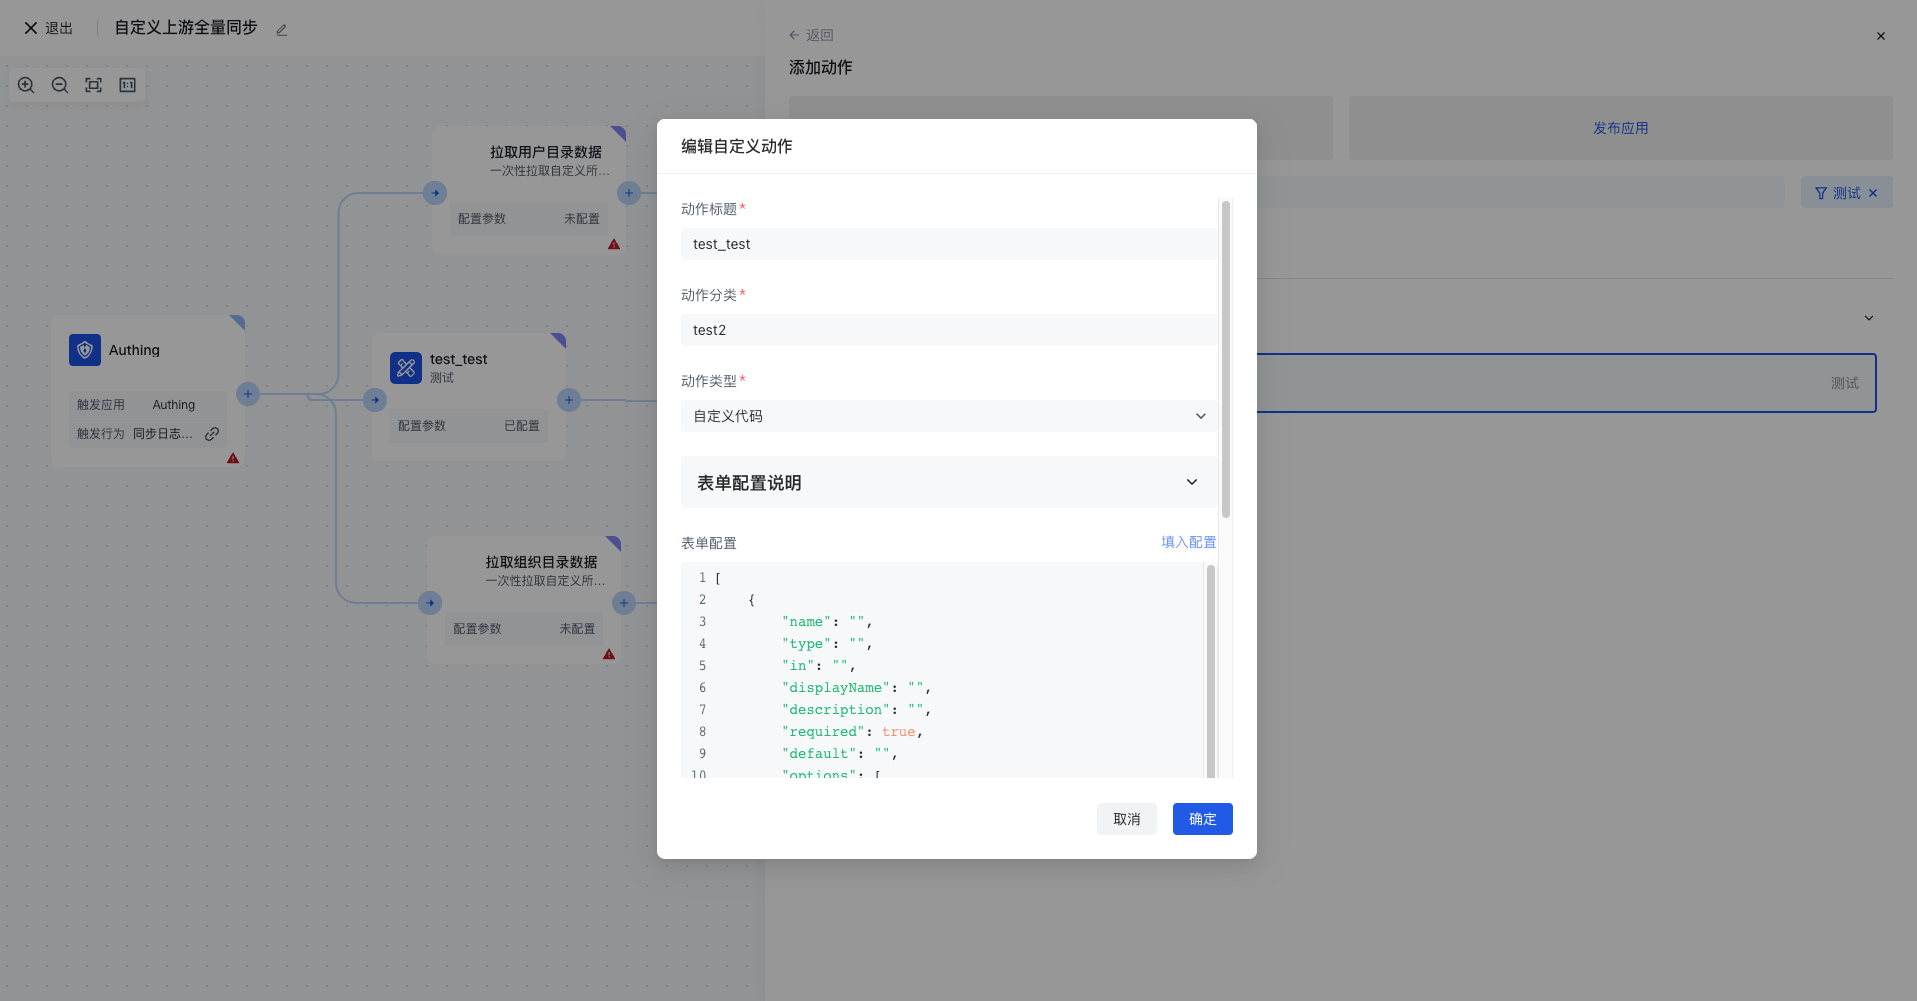 退出
自定义上游全量同步
1:1
拉取用户目录数据
一次性拉取自定义所...
配置参数 未配置
Authing
触发应用 Authing
触发行为 同步日志...
test_test
测试
配置参数 已配置
拉取组织目录数据
一次性拉取自定义所...
配置参数 未配置
返回
添加动作
发布应用
测试
测试
编辑自定义动作
动作标题*
test_test
动作分类*
test2
动作类型*
自定义代码
表单配置说明
表单配置 填入配置
1 [
2 {
3 "name": "",
4 "type": "",
5 "in": "",
6 "displayName": "",
7 "description": "",
8 "required": true,
9 "default": "",
10 "options": [
取消 确定